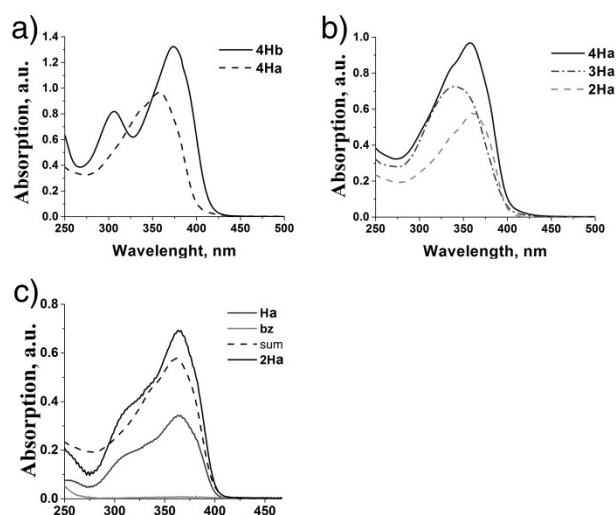 a)
Absorption, a.u.
1.4
1.2
1.0
0.8
0.6
0.4
0.2
0.0
250 300 350 400 450 500
Wavelenght, nm
4Hb
4Ha
b)
Absorption, a.u.
1.0
0.8
0.6
0.4
0.2
0.0
250 300 350 400 450 500
Wavelength, nm
4Ha
3Ha
2Ha
c)
Absorption, a.u.
0.8
0.6
0.4
0.2
0.0
250 300 350 400 450
Ha
bz
sum
2Ha